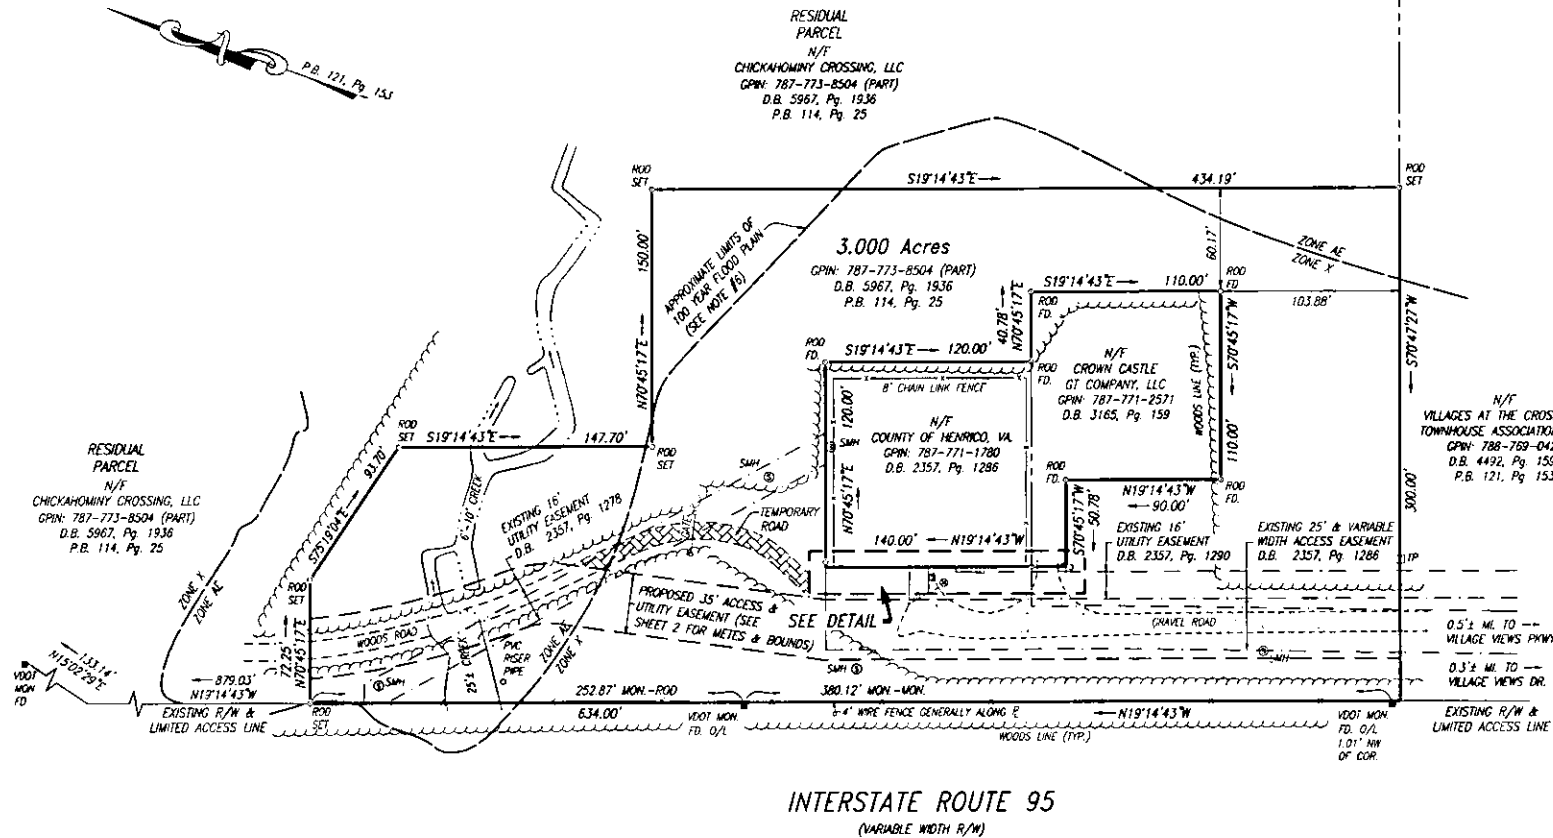 P.B. 121, Pg. 153
RESIDUAL
PARCEL
N/F
CHICKAHOMINY CROSSING, LLC
GPIN: 787-773-8504 (PART)
D.B. 5967, Pg. 1936
P.B. 114, Pg. 25
ROD
SET
S19°14'43"E
434.19'
ROD
SET
150.00'
N70°45'17"E
APPROXIMATE LIMITS OF
100 YEAR FLOOD PLAIN
(SEE NOTE #6)
3.000 Acres
GPIN: 787-773-8504 (PART)
D.B. 5967, Pg. 1936
P.B. 114, Pg. 25
60.17'
ZONE AE
ZONE X
S19°14'43"E
110.00'
ROD
FD.
103.88'
40.78'
N70°45'17"E
ROD
FD.
S70°45'17"W
110.00'
S70°47'27"W
300.00'
ROD
FD.
S19°14'43"E
120.00'
ROD
FD.
8' CHAIN LINK FENCE
N/F
CROWN CASTLE
GT COMPANY, LLC
GPIN: 787-771-2571
D.B. 3165, Pg. 159
WOODS LINE (TYP.)
N/F
COUNTY OF HENRICO, VA.
GPIN: 787-771-1780
D.B. 2357, Pg. 1286
120.00'
N70°45'17"E
SMH
N/F
VILLAGES AT THE CROS
TOWNHOUSE ASSOCIATION
GPIN: 788-769-042
D.B. 4492, Pg. 159
P.B. 121, Pg. 153
RESIDUAL
PARCEL
N/F
CHICKAHOMINY CROSSING, LLC
GPIN: 787-773-8504 (PART)
D.B. 5967, Pg. 1936
P.B. 114, Pg. 25
ROD
SET
S19°14'43"E
147.70'
ROD
SET
93.70'
S75°19'04"E
6'-10' CREEK
EXISTING 16'
UTILITY EASEMENT
D.B. 2357, Pg. 1278
SMH
GATES
TEMPORARY
ROAD
140.00'
N19°14'43"W
S70°45'17"W
50.78'
N19°14'43"W
90.00'
ROD
FD.
EXISTING 16'
UTILITY EASEMENT
D.B. 2357, Pg. 1290
EXISTING 25' & VARIABLE
WIDTH ACCESS EASEMENT
D.B. 2357, Pg. 1286
TP
ZONE X
ZONE AE
ROD
SET
72.25'
N70°45'17"E
WOODS ROAD
SMH
25'± CREEK
PVC
RISER
PIPE
ZONE AE
ZONE X
PROPOSED 35' ACCESS &
UTILITY EASEMENT (SEE
SHEET 2 FOR METES & BOUNDS)
SEE DETAIL
GRAVEL ROAD
SMH
SMH
0.5'± MI. TO
VILLAGE VIEWS PKWY
0.3'± MI. TO
VILLAGE VIEWS DR.
VDOT
MON
FD
133.14'
N15°02'29"E
879.03'
N19°14'43"W
EXISTING R/W &
LIMITED ACCESS LINE
ROD
SET
252.87' MON.-ROD
634.00'
VDOT MON.
FD. O/L
380.12' MON.-MON.
4' WIRE FENCE GENERALLY ALONG ℄
N19°14'43"W
WOODS LINE (TYP.)
VDOT MON.
FD. O/L
1.01' NW
OF COR.
EXISTING R/W &
LIMITED ACCESS LINE
INTERSTATE ROUTE 95
(VARIABLE WIDTH R/W)